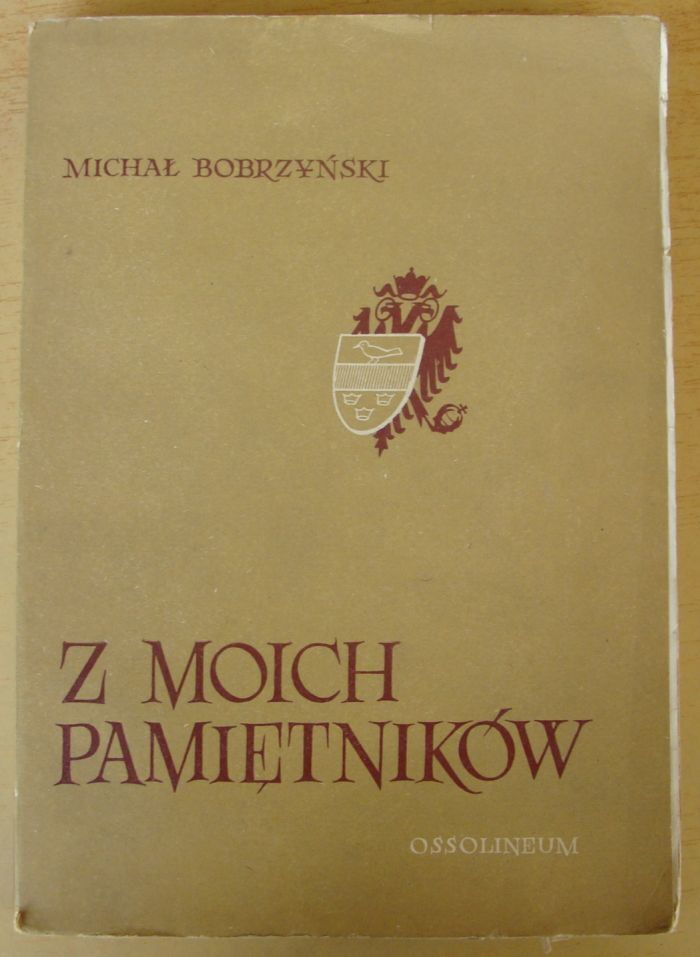 MICHAŁ BOBRZYŃSKI
Z MOICH
PAMIĘTNIKÓW
OSSOLINEUM